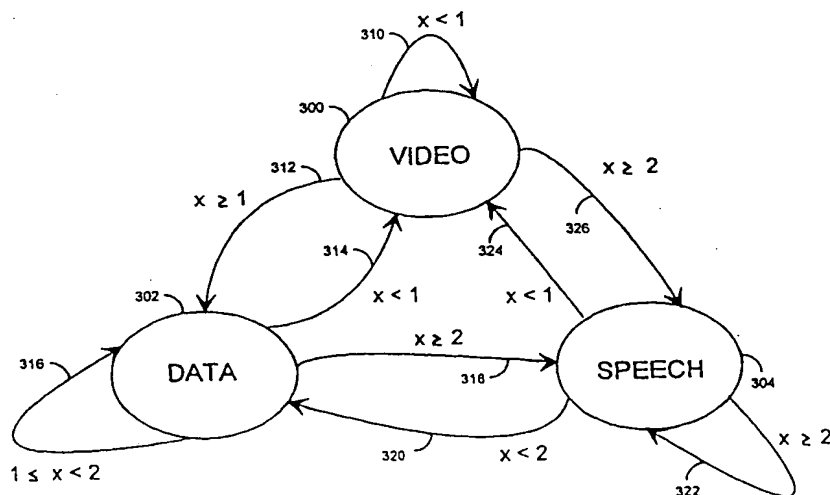 x < 1
310
300
VIDEO
312
x ≥ 1
x ≥ 2
326
314
324
302
x < 1
x < 1
316
DATA
x ≥ 2
318
SPEECH
304
320
x < 2
x ≥ 2
1 ≤ x < 2
322